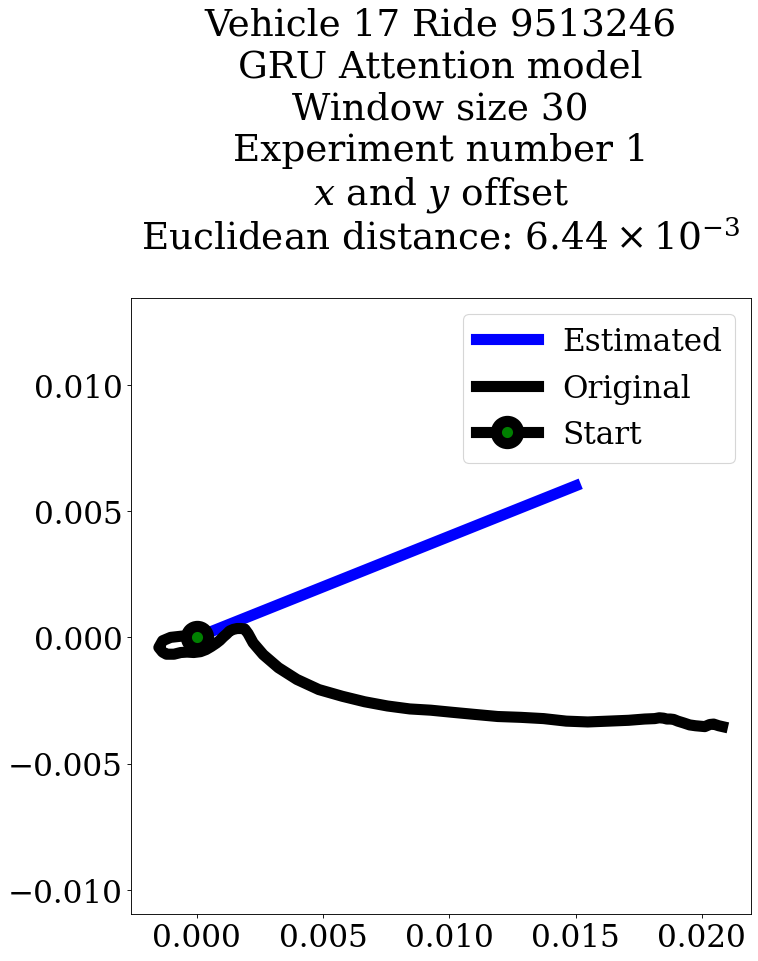 Vehicle 17 Ride 9513246
GRU Attention model
Window size 30
Experiment number 1
x and y offset
Euclidean distance: 6.44 × 10⁻³
Estimated
Original
Start
0.010
0.005
0.000
−0.005
−0.010
0.000 0.005 0.010 0.015 0.020